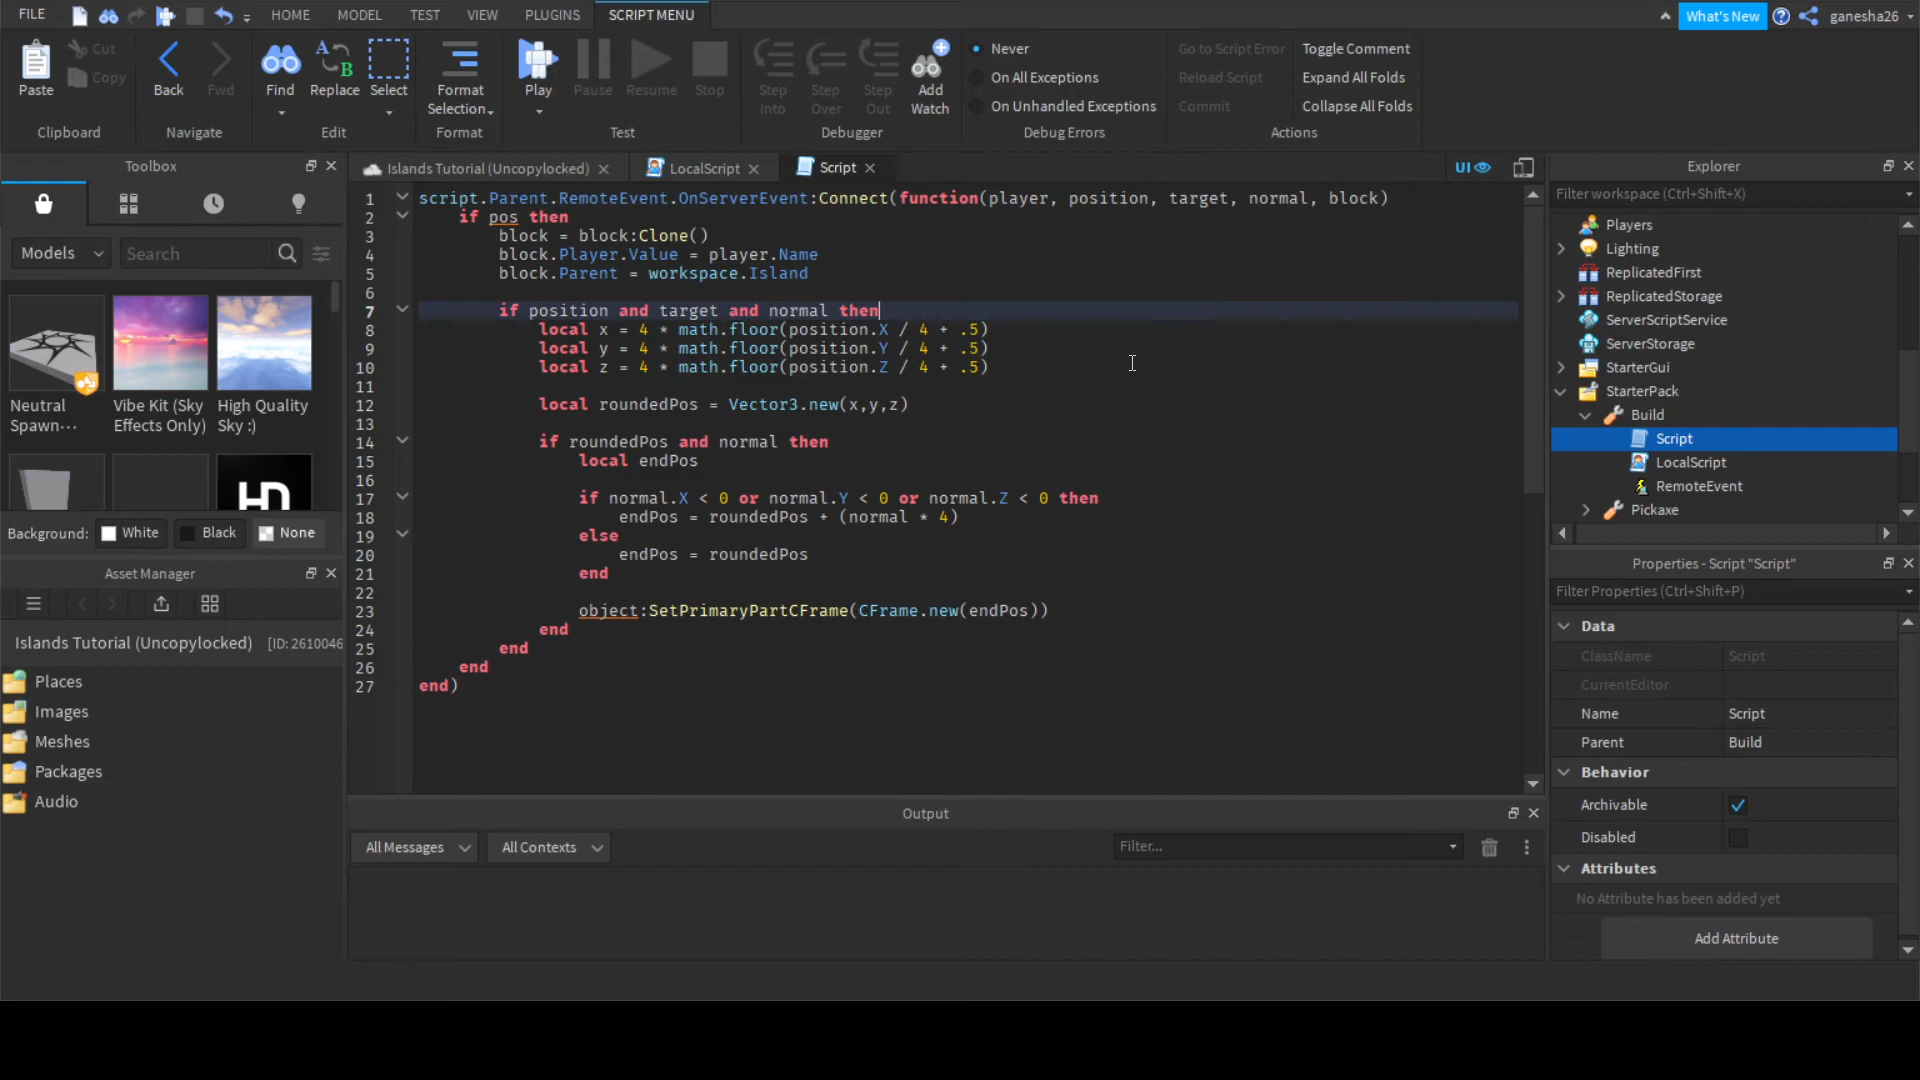 FILE HOME MODEL TEST VIEW PLUGINS SCRIPT MENU What's New ganesha26
Paste Cut Copy Back Fwd Find Replace Select Format Selection Play Pause Resume Stop Step Into Step Over Step Out Add Watch
A B
Never
On All Exceptions
On Unhandled Exceptions
Go to Script Error
Reload Script
Commit
Toggle Comment
Expand All Folds
Collapse All Folds
Clipboard Navigate Edit Format Test Debugger Debug Errors Actions
Toolbox
Models Search
Neutral Spawn...
Vibe Kit (Sky Effects Only)
High Quality Sky :)
HD
Background: White Black None
Asset Manager
Islands Tutorial (Uncopylocked) [ID: 2610046
Places
Images
Meshes
Packages
Audio
Islands Tutorial (Uncopylocked) LocalScript Script UI
1 script.Parent.RemoteEvent.OnServerEvent:Connect(function(player, position, target, normal, block)
2 if pos then
3 block = block:Clone()
4 block.Player.Value = player.Name
5 block.Parent = workspace.Island
6
7 if position and target and normal then
8 local x = 4 * math.floor(position.X / 4 + .5)
9 local y = 4 * math.floor(position.Y / 4 + .5)
10 local z = 4 * math.floor(position.Z / 4 + .5)
11
12 local roundedPos = Vector3.new(x,y,z)
13
14 if roundedPos and normal then
15 local endPos
16
17 if normal.X < 0 or normal.Y < 0 or normal.Z < 0 then
18 endPos = roundedPos + (normal * 4)
19 else
20 endPos = roundedPos
21 end
22
23 object:SetPrimaryPartCFrame(CFrame.new(endPos))
24 end
25 end
26 end
27 end)
Output
All Messages All Contexts Filter...
Explorer
Filter workspace (Ctrl+Shift+X)
Players
Lighting
ReplicatedFirst
ReplicatedStorage
ServerScriptService
ServerStorage
StarterGui
StarterPack
Build
Script
LocalScript
RemoteEvent
Pickaxe
Properties - Script "Script"
Filter Properties (Ctrl+Shift+P)
Data
ClassName Script
CurrentEditor
Name Script
Parent Build
Behavior
Archivable
Disabled
Attributes
No Attribute has been added yet
Add Attribute